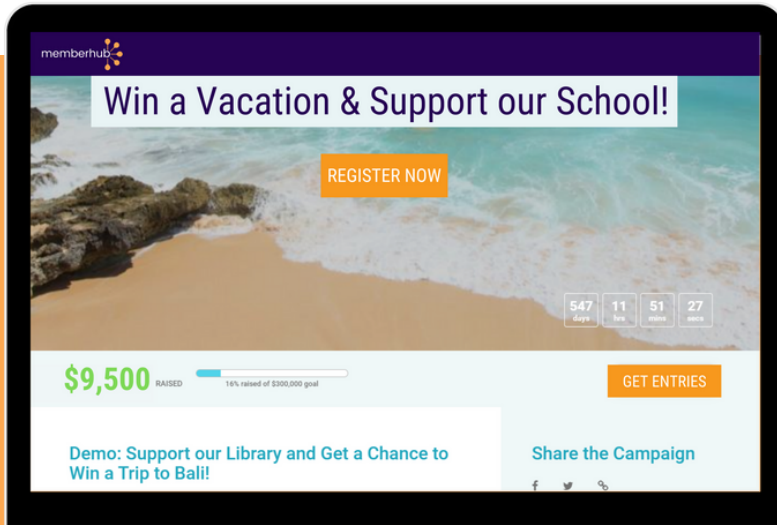 memberhub
Win a Vacation & Support our School!
REGISTER NOW
547 11 51 27
days hrs mins secs
$9,500 RAISED
16% raised of $300,000 goal
GET ENTRIES
Demo: Support our Library and Get a Chance to
Win a Trip to Bali!
Share the Campaign